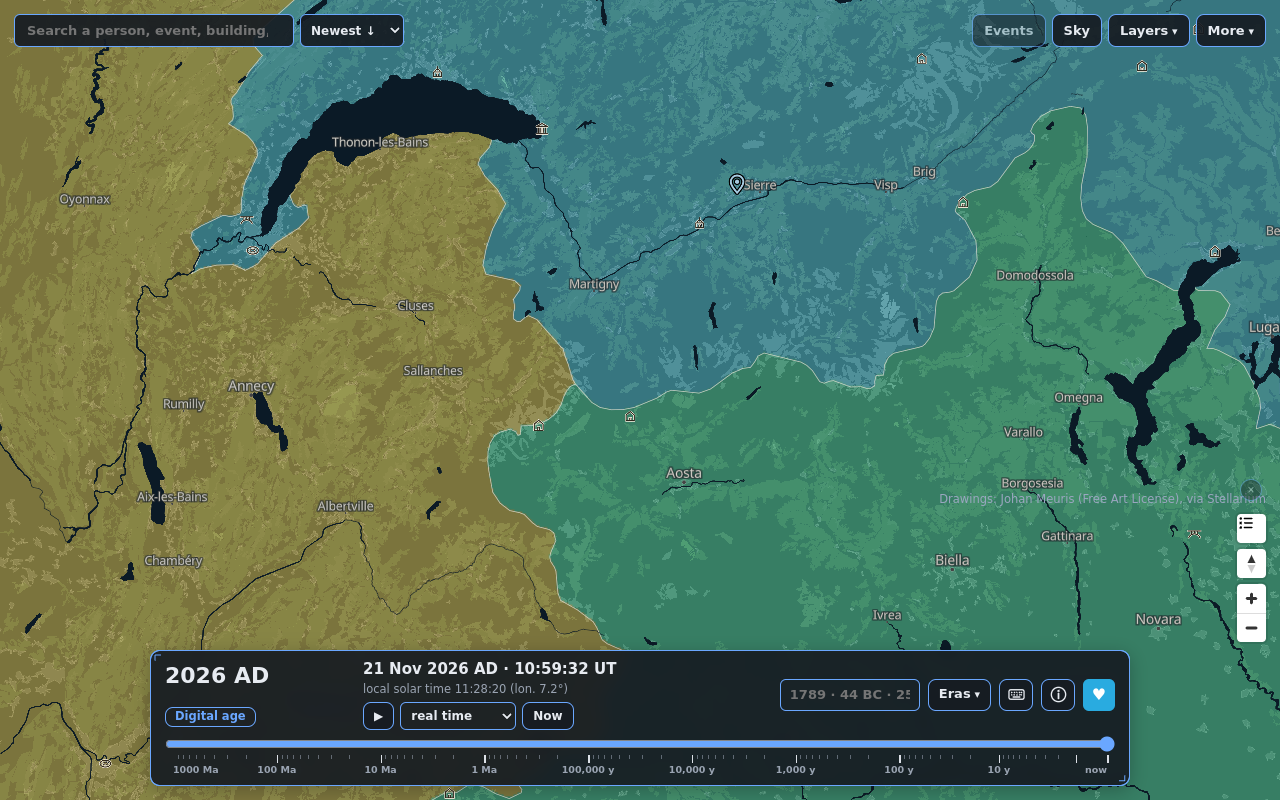 Search a person, event, building,
Newest ↓
Events
Sky
Layers ▾
More ▾
Thonon-les-Bains
Oyonnax
Sierre
Visp
Brig
Martigny
Domodossola
Cluses
Sallanches
Annecy
Rumilly
Omegna
Varallo
Aosta
Borgosesia
Aix-les-Bains
Albertville
Drawings: Johan Meuris (Free Art License), via Stellarium
Gattinara
Chambéry
Biella
Ivrea
Novara
2026 AD
21 Nov 2026 AD · 10:59:32 UT
local solar time 11:28:20 (lon. 7.2°)
Digital age
real time
Now
1789 · 44 BC · 25
Eras ▾
1000 Ma
100 Ma
10 Ma
1 Ma
100,000 y
10,000 y
1,000 y
100 y
10 y
now